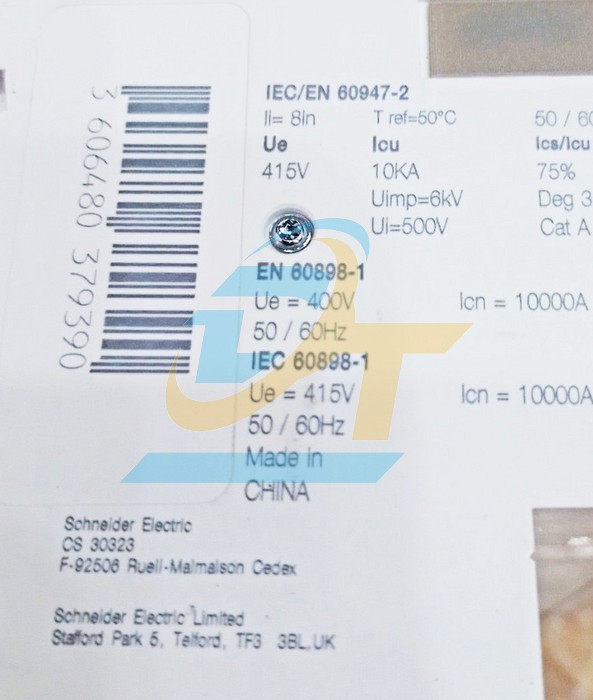 3 606480 379390
IEC/EN 60947-2
Ii= 8In T ref=50°C 50 / 60
Ue Icu Ics/Icu
415V 10KA 75%
Uimp=6kV Deg 3
Ui=500V Cat A
EN 60898-1
Ue = 400V Icn = 10000A
50 / 60Hz
IEC 60898-1
Ue = 415V Icn = 10000A
50 / 60Hz
Made in
CHINA
Schneider Electric
CS 30323
F-92506 Rueil-Malmaison Cedex
Schneider Electric Limited
Stafford Park 5, Telford, TF3 3BL,UK